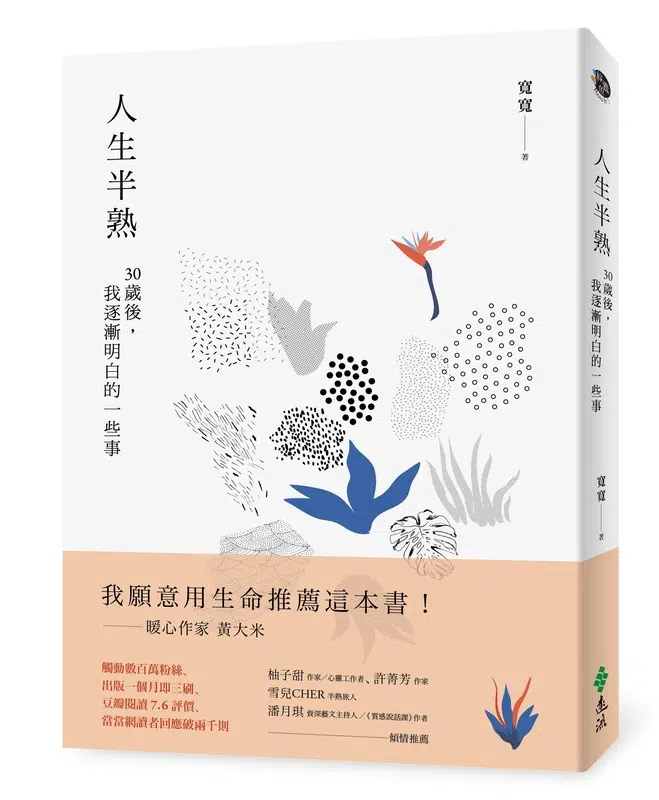 寬寬
著
人生半熟
30歲後，
我逐漸明白的一些事
我願意用生命推薦這本書！
——暖心作家 黃大米
觸動數百萬粉絲、
出版一個月即三刷、
豆瓣閱讀7.6評價、
當當網讀者回應破兩千則
柚子甜 作家／心靈工作者、許菁芳 作家
雪兒CHER 半熟旅人
潘月琪 資深藝文主持人／《質感說話課》作者
——傾情推薦
人生半熟
30歲後，
我逐漸明白的一些事
寬寬
著
遠流